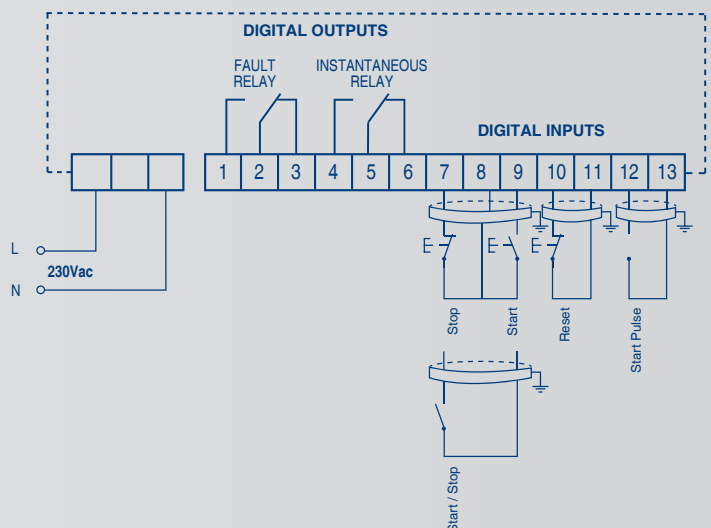 DIGITAL OUTPUTS
FAULT
RELAY
INSTANTANEOUS
RELAY
DIGITAL INPUTS
1 2 3 4 5 6 7 8 9 10 11 12 13
L
230Vac
N
Stop
Start
Reset
Start Pulse
Start / Stop